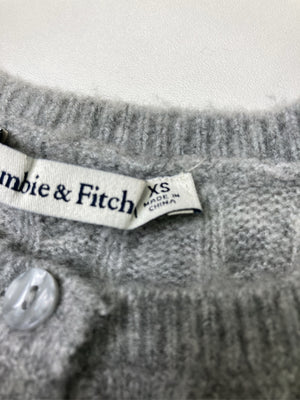 mbie & Fitch
XS
MADE IN
CHINA